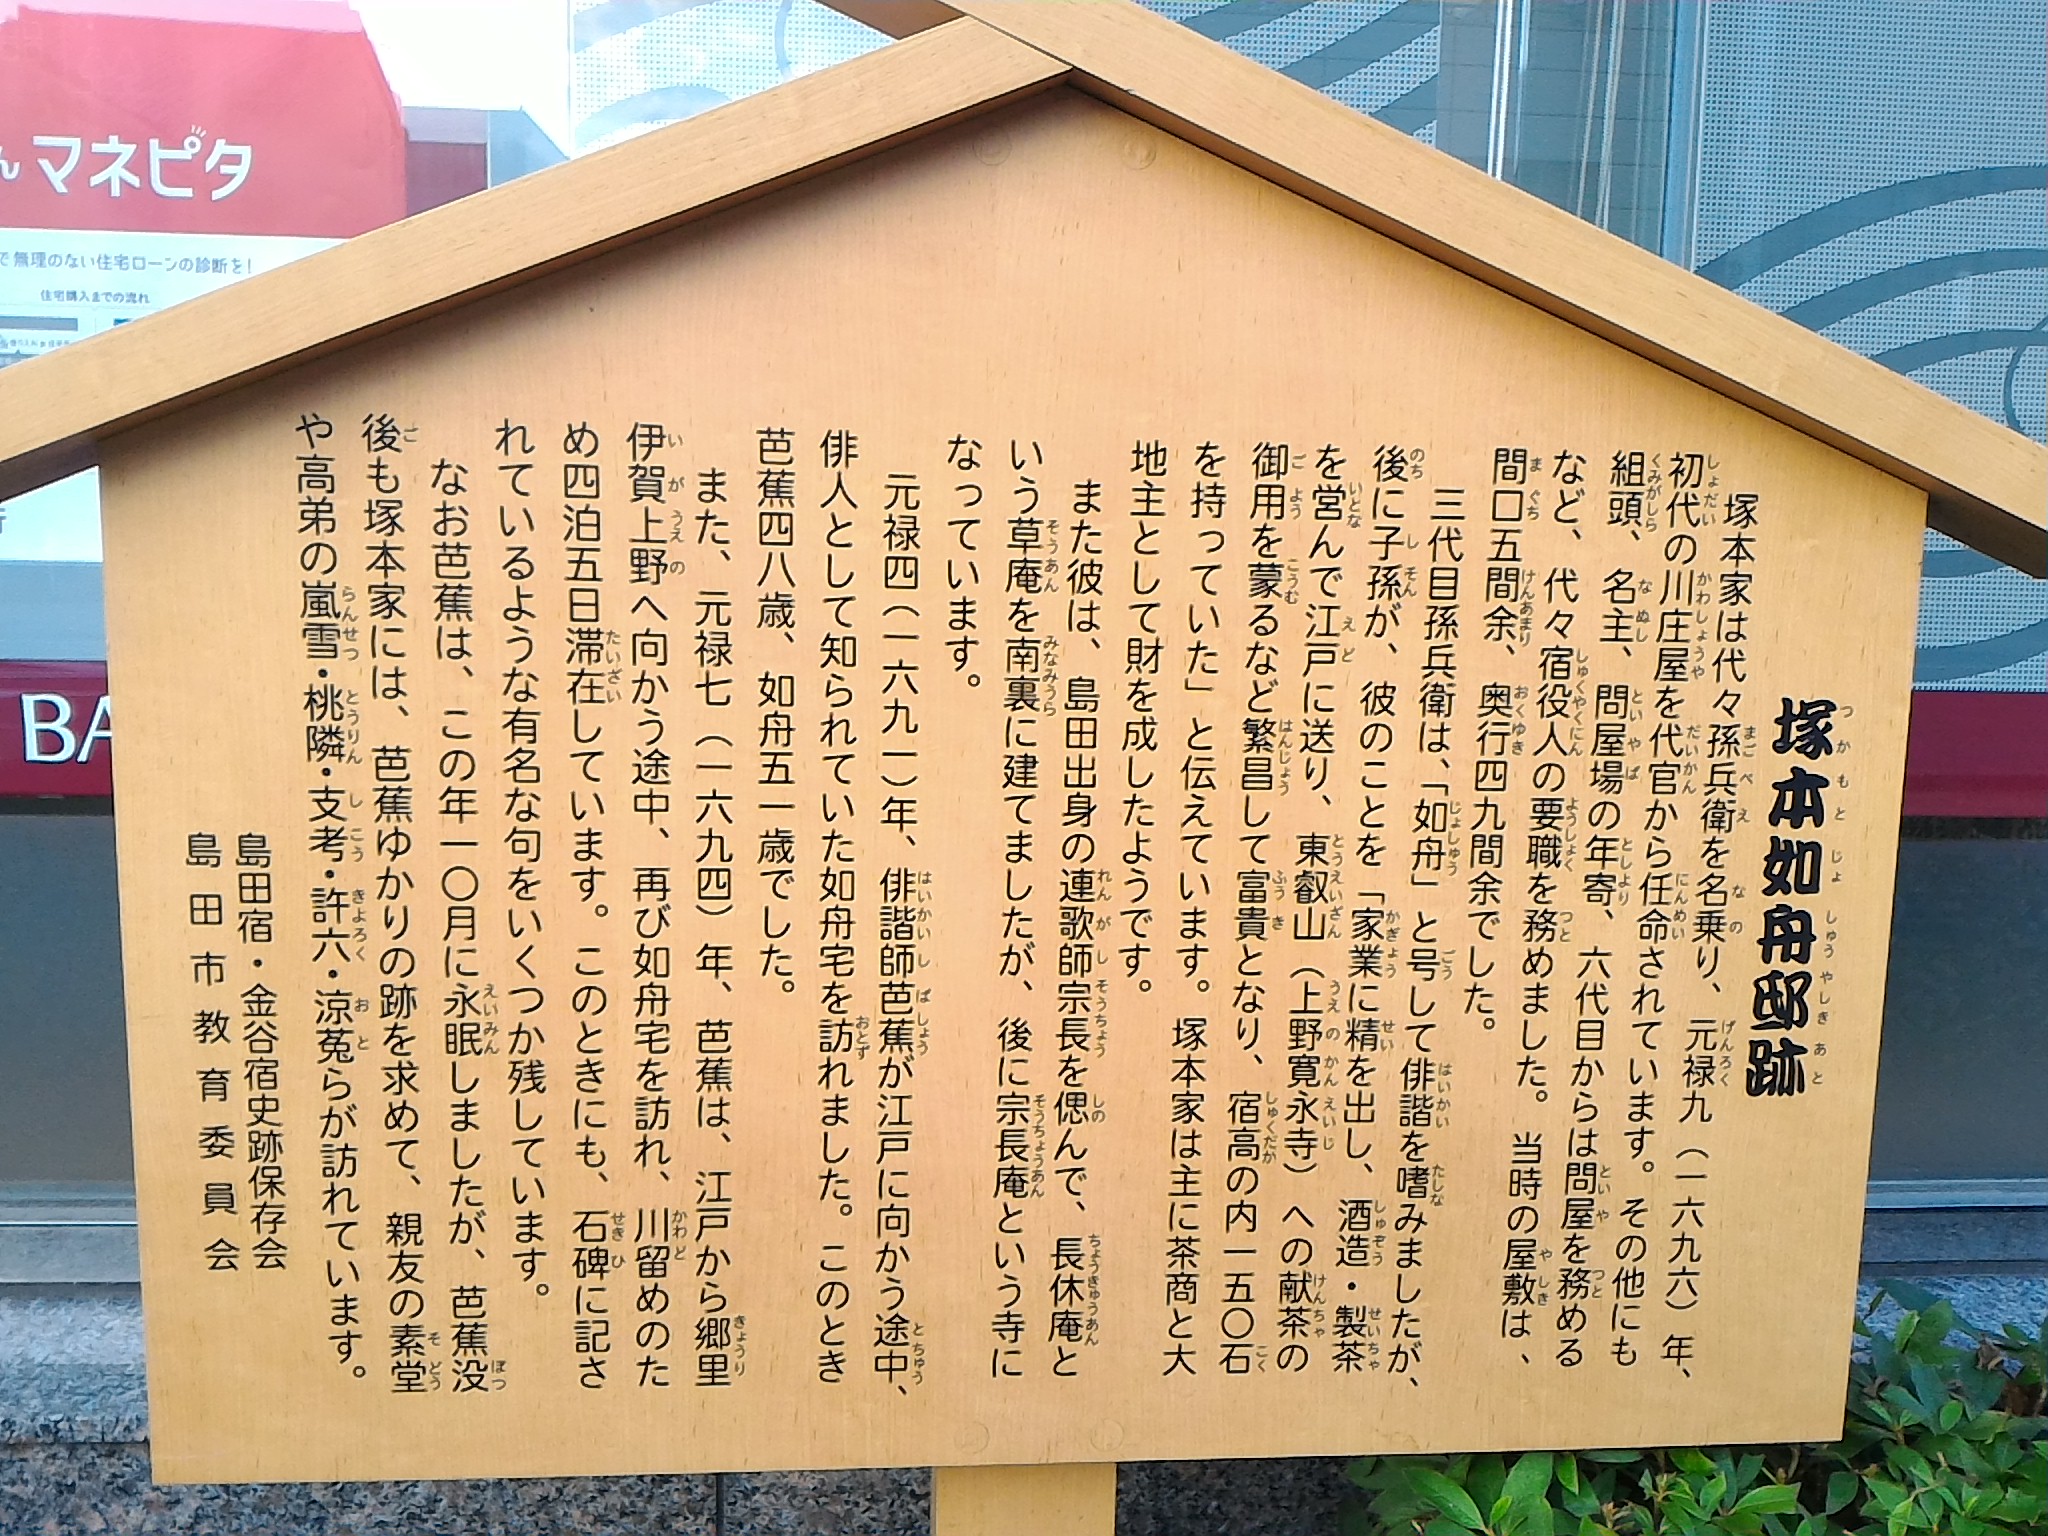 塚本如舟邸跡
塚本家は代々孫兵衛を名乗り、元禄九（一六九六）年、
初代の川庄屋を代官から任命されています。その他にも
組頭、名主、問屋場の年寄、六代目からは問屋を務める
など、代々宿役人の要職を務めました。当時の屋敷は、
間口五間余、奥行四九間余でした。
三代目孫兵衛は、「如舟」と号して俳諧を嗜みましたが、
後に子孫が、彼のことを「家業に精を出し、酒造・製茶
を営んで江戸に送り、東叡山（上野寛永寺）への献茶の
御用を蒙るなど繁昌して富貴となり、宿高の内一五〇石
を持っていた」と伝えています。塚本家は主に茶商と大
地主として財を成したようです。
また彼は、島田出身の連歌師宗長を偲んで、長休庵と
いう草庵を南裏に建てましたが、後に宗長庵という寺に
なっています。
元禄四（一六九一）年、俳諧師芭蕉が江戸に向かう途中、
俳人として知られていた如舟宅を訪れました。このとき
芭蕉四八歳、如舟五一歳でした。
また、元禄七（一六九四）年、芭蕉は、江戸から郷里
伊賀上野へ向かう途中、再び如舟宅を訪れ、川留めのた
め四泊五日滞在しています。このときにも、石碑に記さ
れているような有名な句をいくつか残しています。
なお芭蕉は、この年一〇月に永眠しましたが、芭蕉没
後も塚本家には、芭蕉ゆかりの跡を求めて、親友の素堂
や高弟の嵐雪・桃隣・支考・許六・涼菟らが訪れています。
島田宿・金谷宿史跡保存会
島田市教育委員会
ん マネピタ
で無理のない住宅ローンの診断を!
住宅購入までの流れ
BA